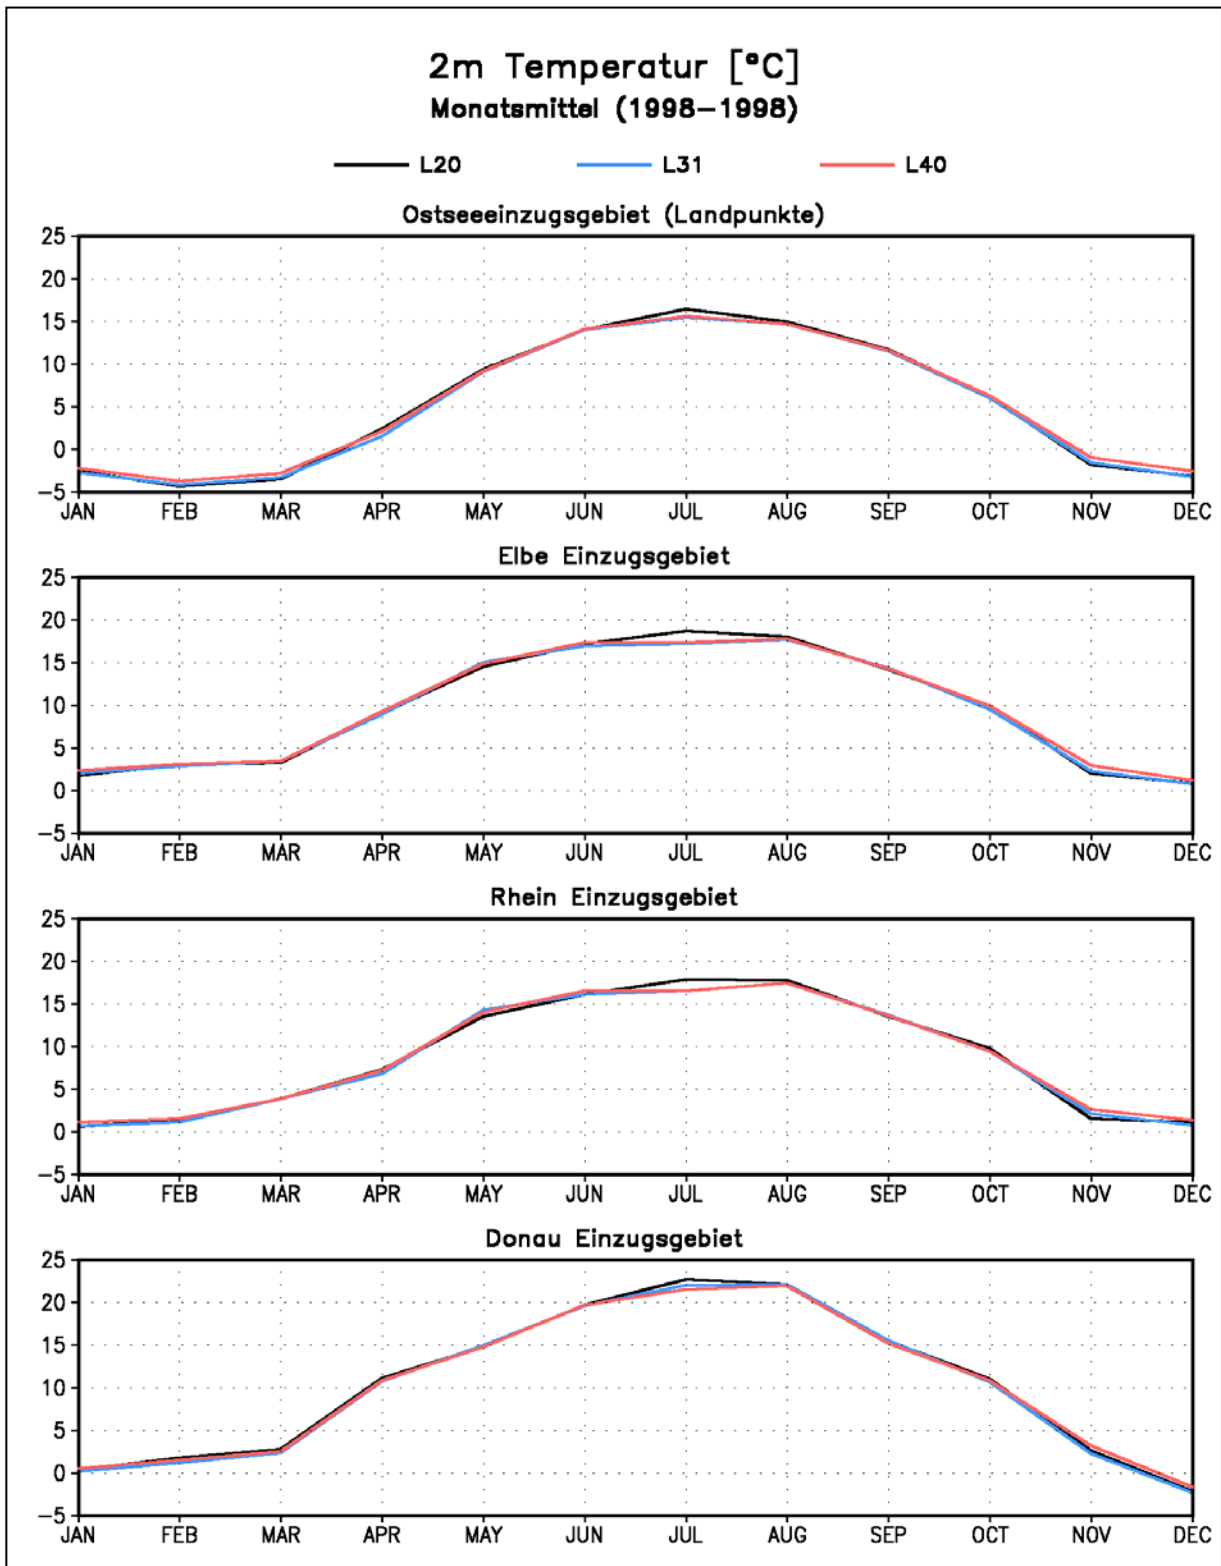 2m Temperatur [°C]
Monatsmittel (1998-1998)
L20 L31 L40
Ostseeeinzugsgebiet (Landpunkte)
25
20
15
10
5
0
-5
JAN FEB MAR APR MAY JUN JUL AUG SEP OCT NOV DEC
Elbe Einzugsgebiet
25
20
15
10
5
0
-5
JAN FEB MAR APR MAY JUN JUL AUG SEP OCT NOV DEC
Rhein Einzugsgebiet
25
20
15
10
5
0
-5
JAN FEB MAR APR MAY JUN JUL AUG SEP OCT NOV DEC
Donau Einzugsgebiet
25
20
15
10
5
0
-5
JAN FEB MAR APR MAY JUN JUL AUG SEP OCT NOV DEC